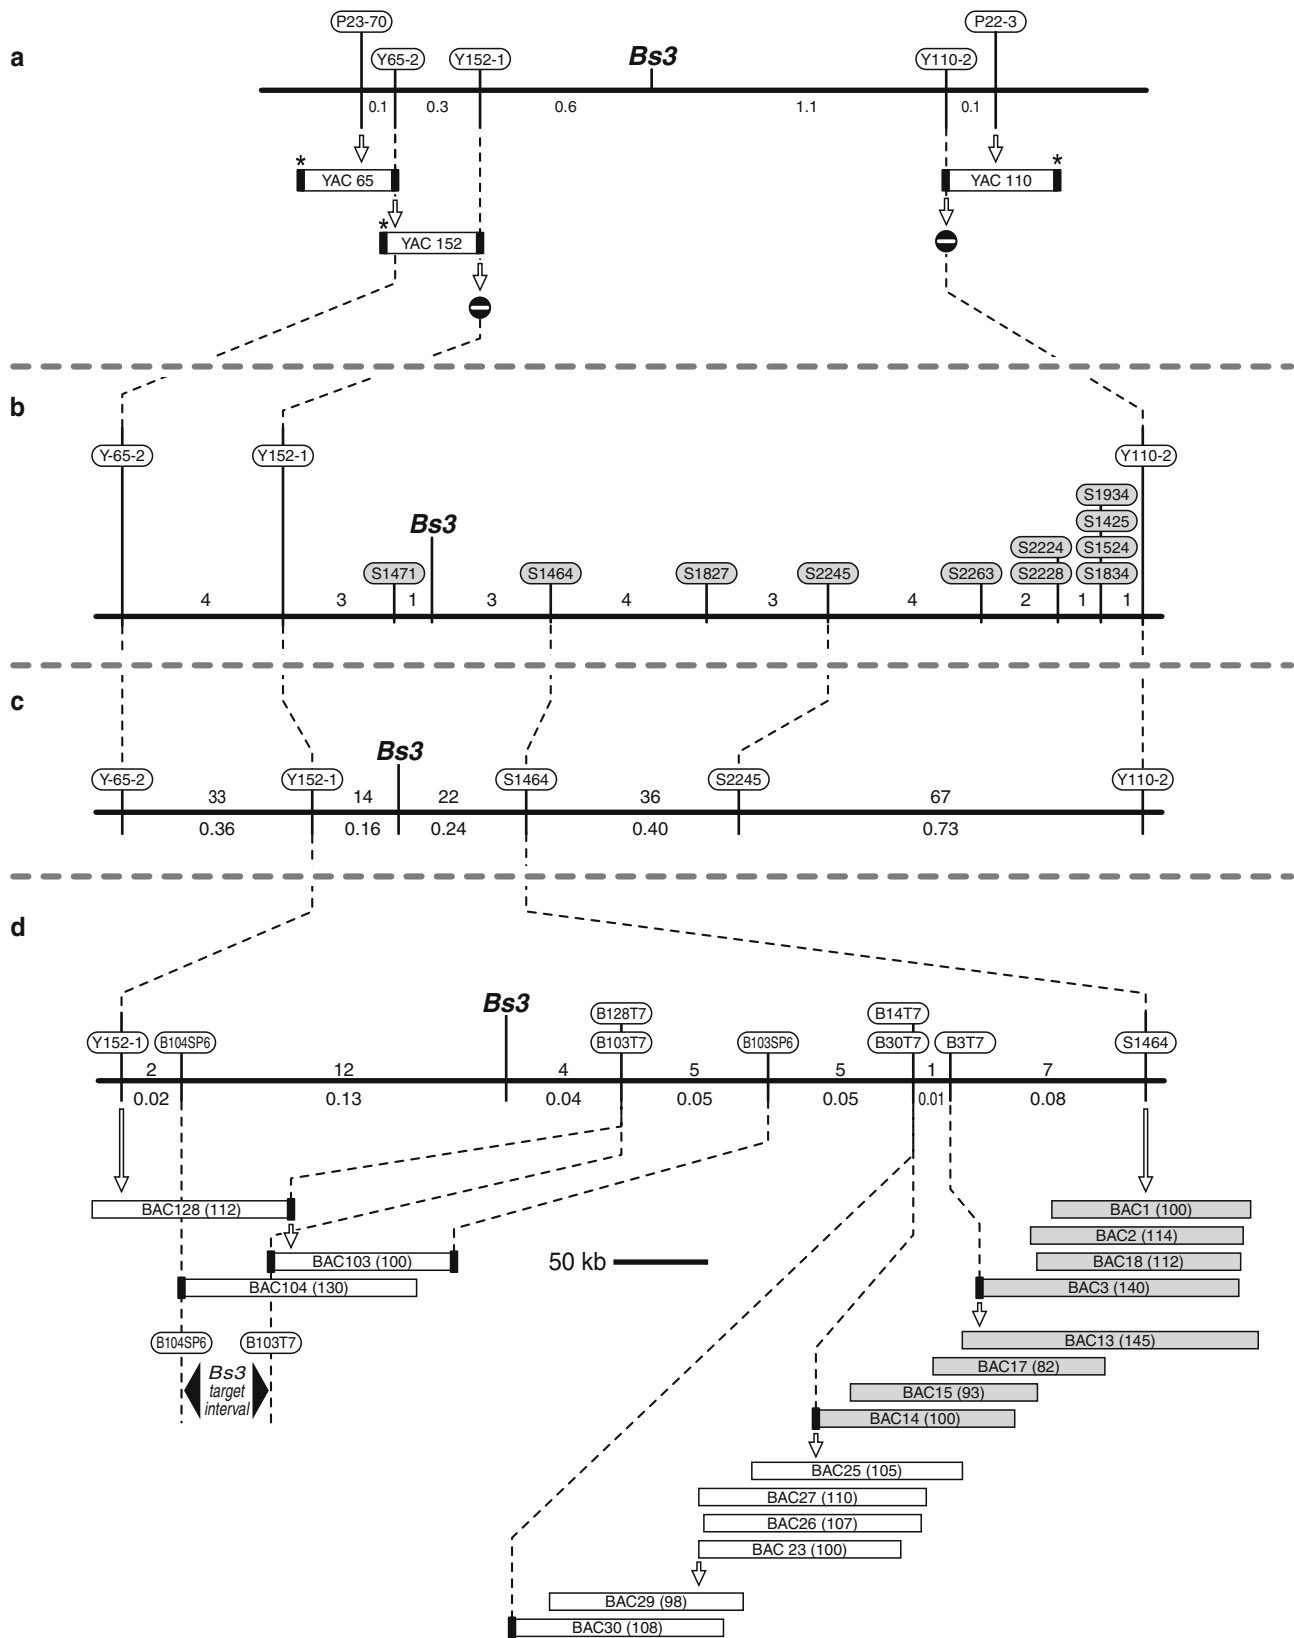 P23-70 P22-3
a Y65-2 Y152-1 Bs3 Y110-2
0.1 0.3 0.6 1.1 0.1
* *
YAC 65 YAC 110
*
YAC 152
b
Y-65-2 Y152-1 Y110-2
S1934
Bs3 S1425
S2224 S1524
S1471 S1464 S1827 S2245 S2263 S2228 S1834
4 3 1 3 4 3 4 2 1 1
c
Bs3
Y-65-2 Y152-1 S1464 S2245 Y110-2
33 14 22 36 67
0.36 0.16 0.24 0.40 0.73
d
Bs3 B128T7 B14T7
Y152-1 B104SP6 B103T7 B103SP6 B30T7 B3T7 S1464
2 12 4 5 5 1 7
0.02 0.13 0.04 0.05 0.05 0.01 0.08
BAC128 (112) BAC1 (100)
BAC2 (114)
BAC103 (100) 50 kb BAC18 (112)
BAC104 (130) BAC3 (140)
B104SP6 B103T7 BAC13 (145)
Bs3 BAC17 (82)
target BAC15 (93)
interval
BAC14 (100)
BAC25 (105)
BAC27 (110)
BAC26 (107)
BAC 23 (100)
BAC29 (98)
BAC30 (108)